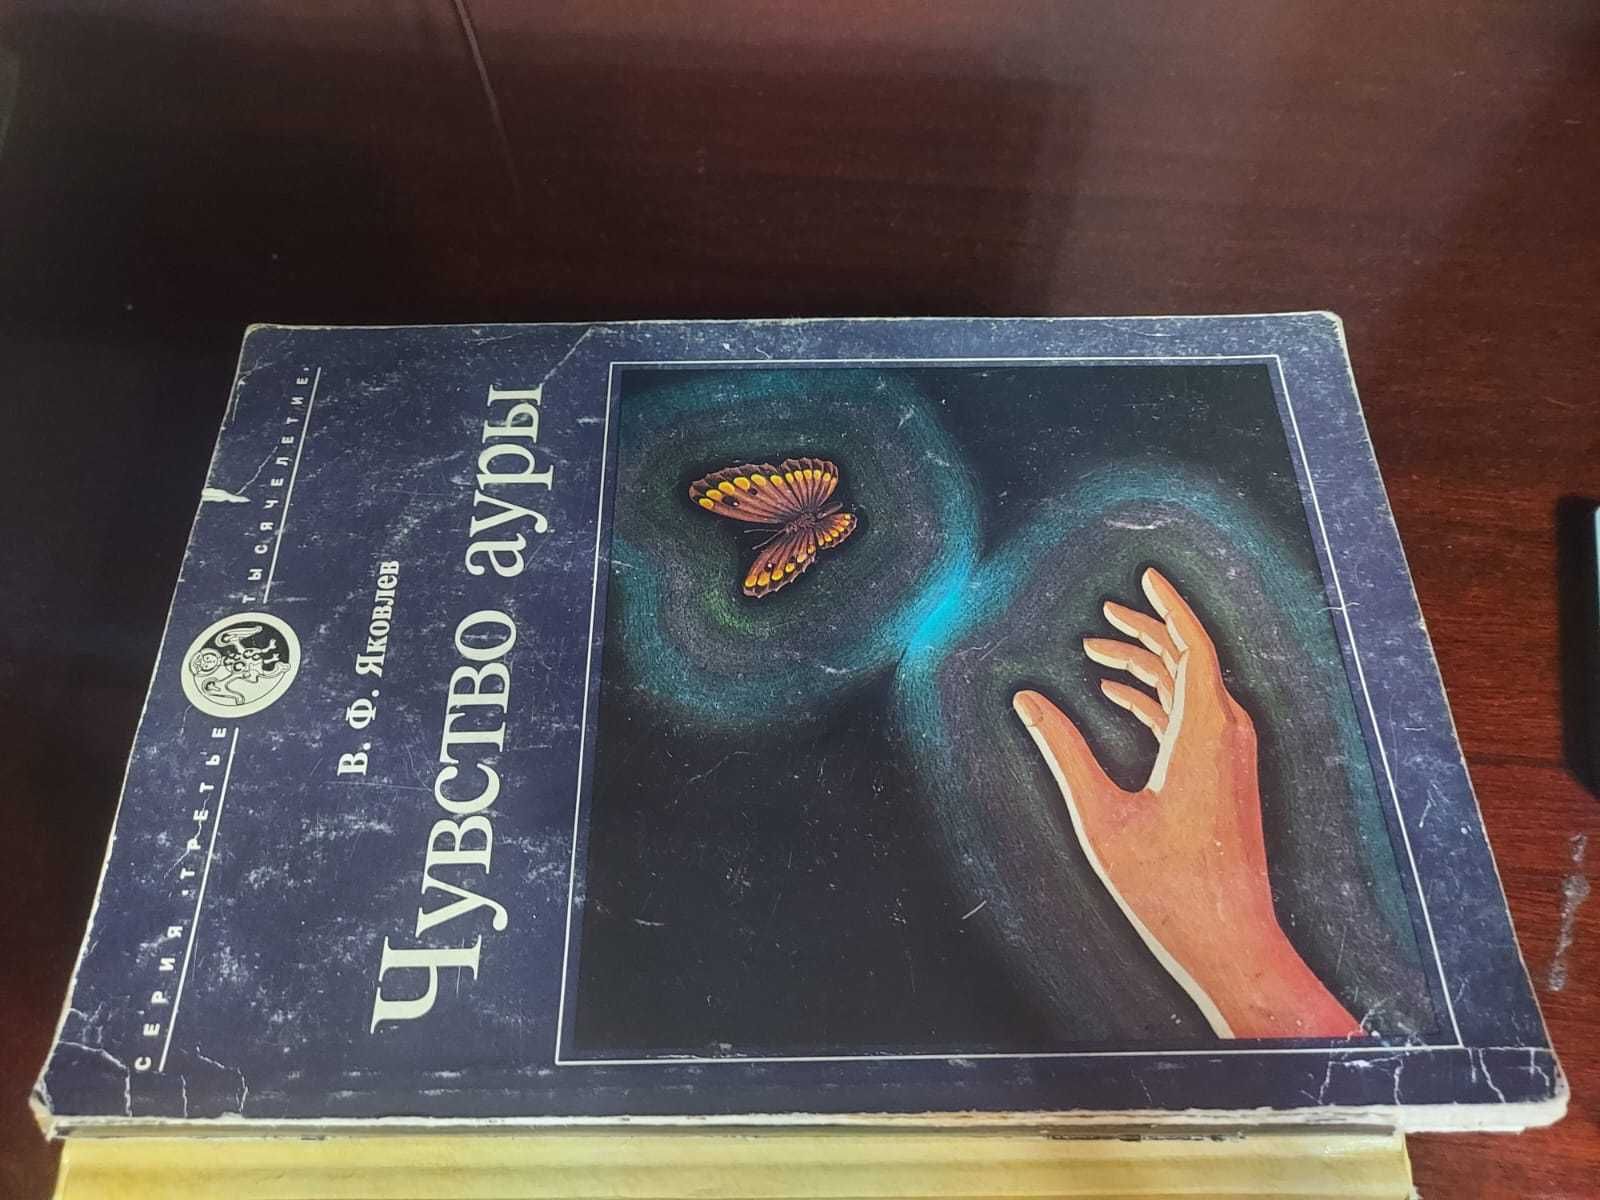 СЕРИЯ "ТРЕТЬЕ ТЫСЯЧЕЛЕТИЕ"
В. Ф. Яковлев
Чувство ауры